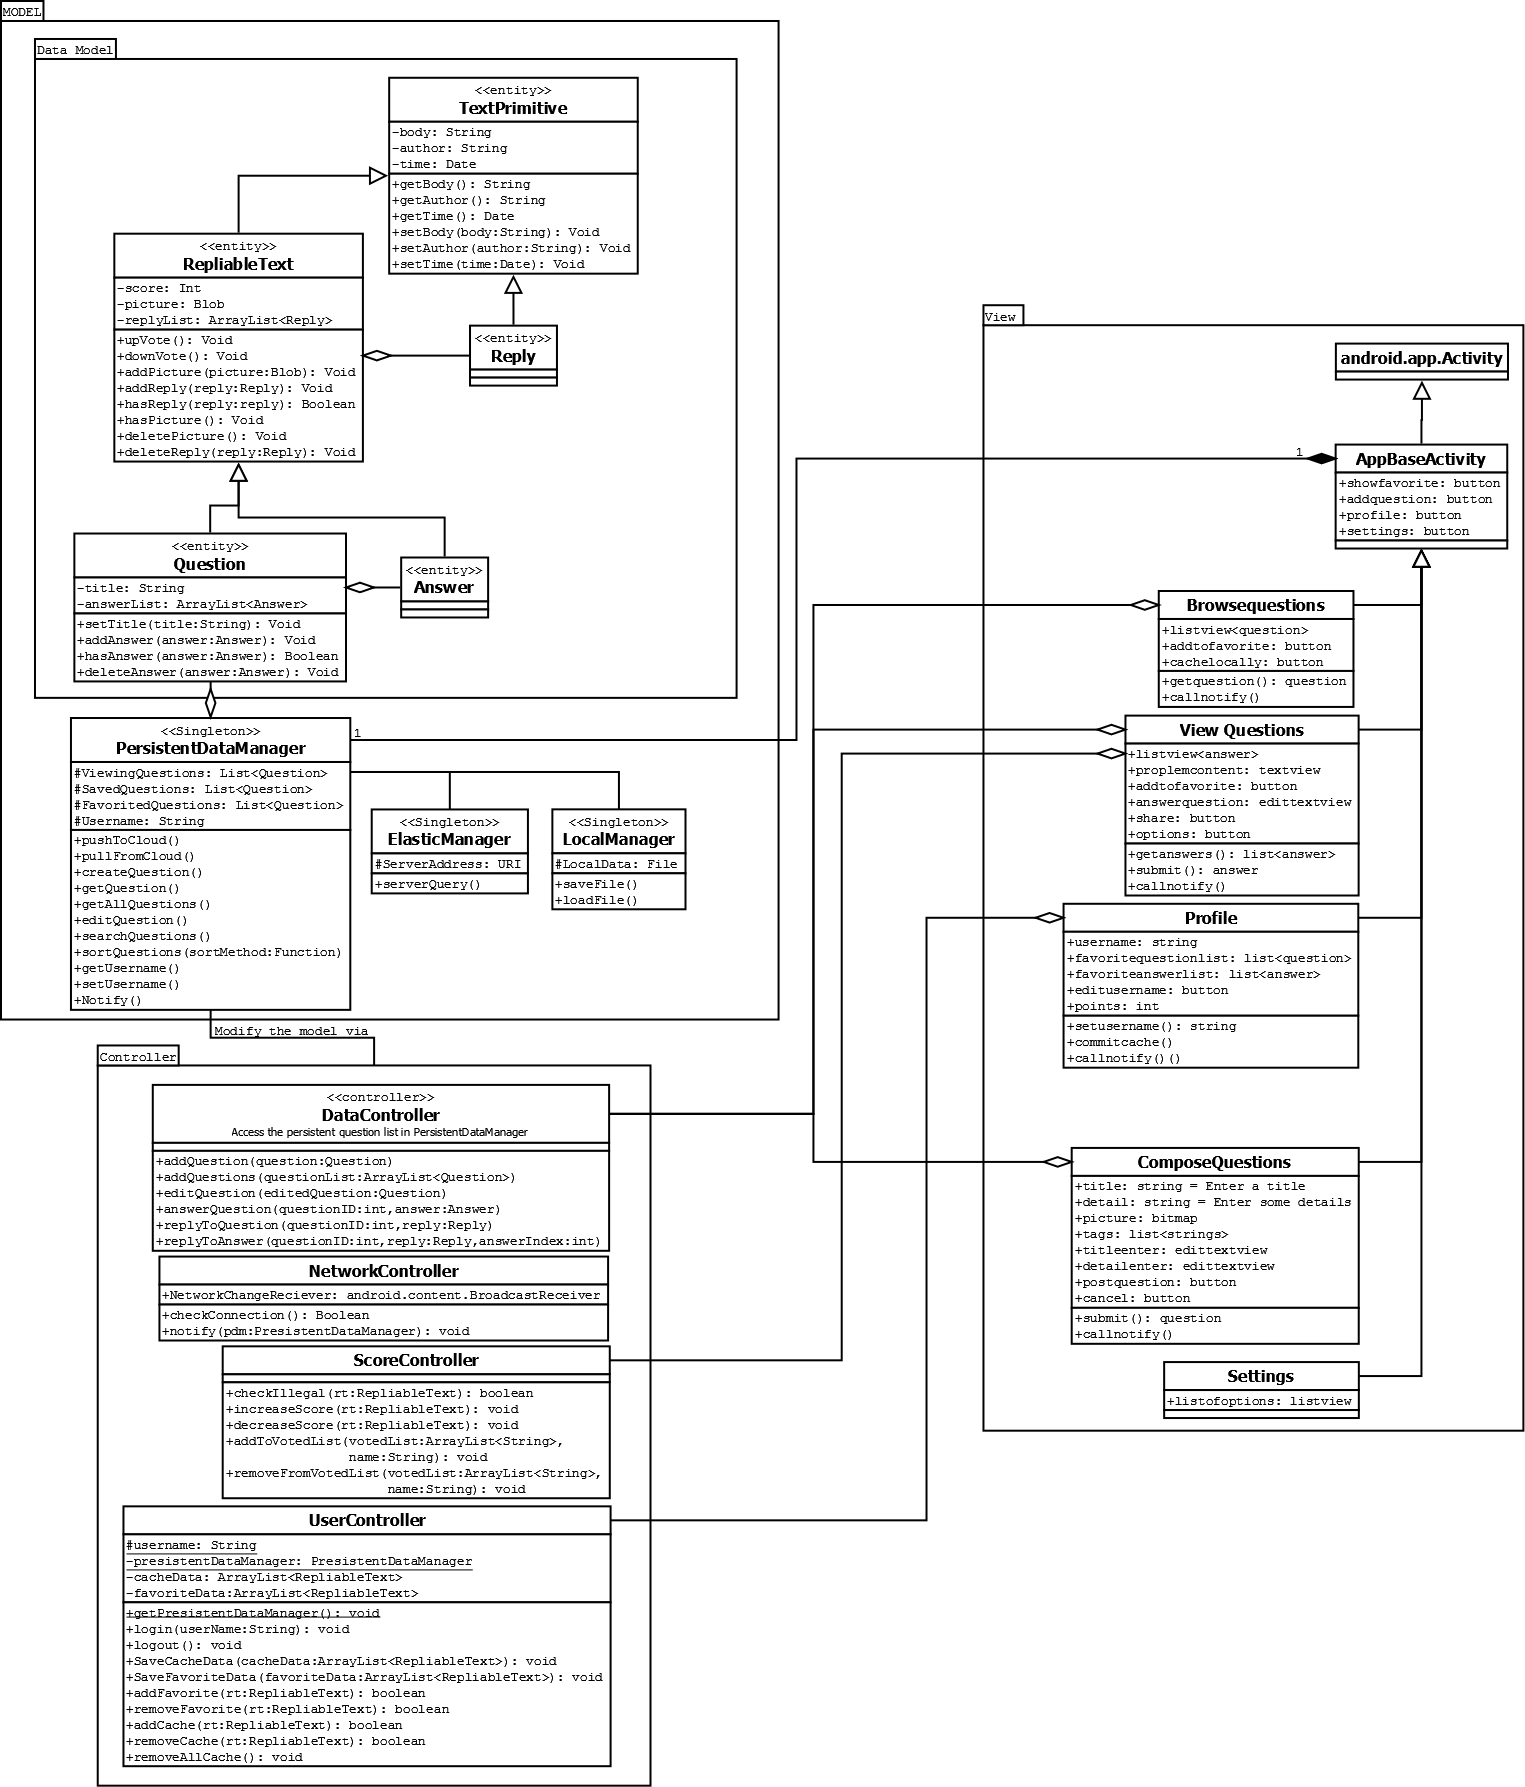 MODEL
Data Model
<<entity>>
TextPrimitive
-body: String
-author: String
-time: Date
+getBody(): String
+getAuthor(): String
+getTime(): Date
+setBody(body:String): Void
+setAuthor(author:String): Void
+setTime(time:Date): Void
<<entity>>
RepliableText
-score: Int
-picture: Blob
-replyList: ArrayList<Reply>
+upVote(): Void
+downVote(): Void
+addPicture(picture:Blob): Void
+addReply(reply:Reply): Void
+hasReply(reply:reply): Boolean
+hasPicture(): Void
+deletePicture(): Void
+deleteReply(reply:Reply): Void
<<entity>>
Reply
<<entity>>
Question
-title: String
-answerList: ArrayList<Answer>
+setTitle(title:String): Void
+addAnswer(answer:Answer): Void
+hasAnswer(answer:Answer): Boolean
+deleteAnswer(answer:Answer): Void
<<entity>>
Answer
<<Singleton>>
PersistentDataManager
#ViewingQuestions: List<Question>
#SavedQuestions: List<Question>
#FavoritedQuestions: List<Question>
#Username: String
+pushToCloud()
+pullFromCloud()
+createQuestion()
+getQuestion()
+getAllQuestions()
+editQuestion()
+searchQuestions()
+sortQuestions(sortMethod:Function)
+getUsername()
+setUsername()
+Notify()
1
<<Singleton>>
ElasticManager
#ServerAddress: URI
+serverQuery()
<<Singleton>>
LocalManager
#LocalData: File
+saveFile()
+loadFile()
Modify the model via
Controller
<<controller>>
DataController
Access the persistent question list in PersistentDataManager
+addQuestion(question:Question)
+addQuestions(questionList:ArrayList<Question>)
+editQuestion(editedQuestion:Question)
+answerQuestion(questionID:int,answer:Answer)
+replyToQuestion(questionID:int,reply:Reply)
+replyToAnswer(questionID:int,reply:Reply,answerIndex:int)
NetworkController
+NetworkChangeReciever: android.content.BroadcastReceiver
+checkConnection(): Boolean
+notify(pdm:PresistentDataManager): void
ScoreController
+checkIllegal(rt:RepliableText): boolean
+increaseScore(rt:RepliableText): void
+decreaseScore(rt:RepliableText): void
+addToVotedList(votedList:ArrayList<String>,
name:String): void
+removeFromVotedList(votedList:ArrayList<String>,
name:String): void
UserController
#username: String
-presistentDataManager: PresistentDataManager
-cacheData: ArrayList<RepliableText>
-favoriteData:ArrayList<RepliableText>
+getPresistentDataManager(): void
+login(userName:String): void
+logout(): void
+SaveCacheData(cacheData:ArrayList<RepliableText>): void
+SaveFavoriteData(favoriteData:ArrayList<RepliableText>): void
+addFavorite(rt:RepliableText): boolean
+removeFavorite(rt:RepliableText): boolean
+addCache(rt:RepliableText): boolean
+removeCache(rt:RepliableText): boolean
+removeAllCache(): void
View
android.app.Activity
1
AppBaseActivity
+showfavorite: button
+addquestion: button
+profile: button
+settings: button
Browsequestions
+listview<question>
+addtofavorite: button
+cachelocally: button
+getquestion(): question
+callnotify()
View Questions
+listview<answer>
+proplemcontent: textview
+addtofavorite: button
+answerquestion: edittextview
+share: button
+options: button
+getanswers(): list<answer>
+submit(): answer
+callnotify()
Profile
+username: string
+favoritequestionlist: list<question>
+favoriteanswerlist: list<answer>
+editusername: button
+points: int
+setusername(): string
+commitcache()
+callnotify()()
ComposeQuestions
+title: string = Enter a title
+detail: string = Enter some details
+picture: bitmap
+tags: list<strings>
+titleenter: edittextview
+detailenter: edittextview
+postquestion: button
+cancel: button
+submit(): question
+callnotify()
Settings
+listofoptions: listview